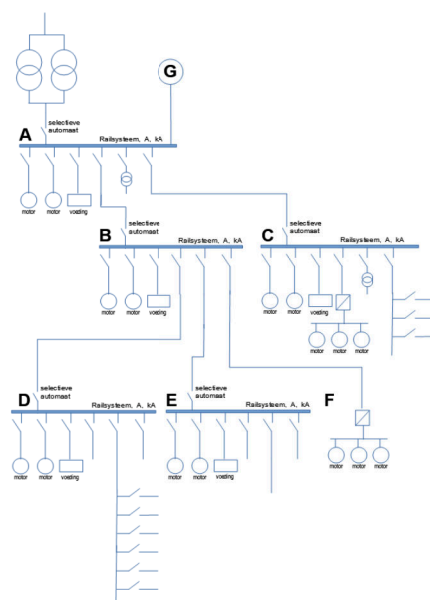 G
selectieve
automaat
A
Railsysteem, A, kA
motor
motor
voeding
selectieve
automaat
B
Railsysteem, A, kA
selectieve
automaat
C
Railsysteem, A, kA
motor
motor
voeding
motor
motor
voeding
motor
motor
motor
selectieve
automaat
D
Railsysteem, A, kA
selectieve
automaat
E
Railsysteem, A, kA
F
motor
motor
voeding
motor
motor
voeding
motor
motor
motor